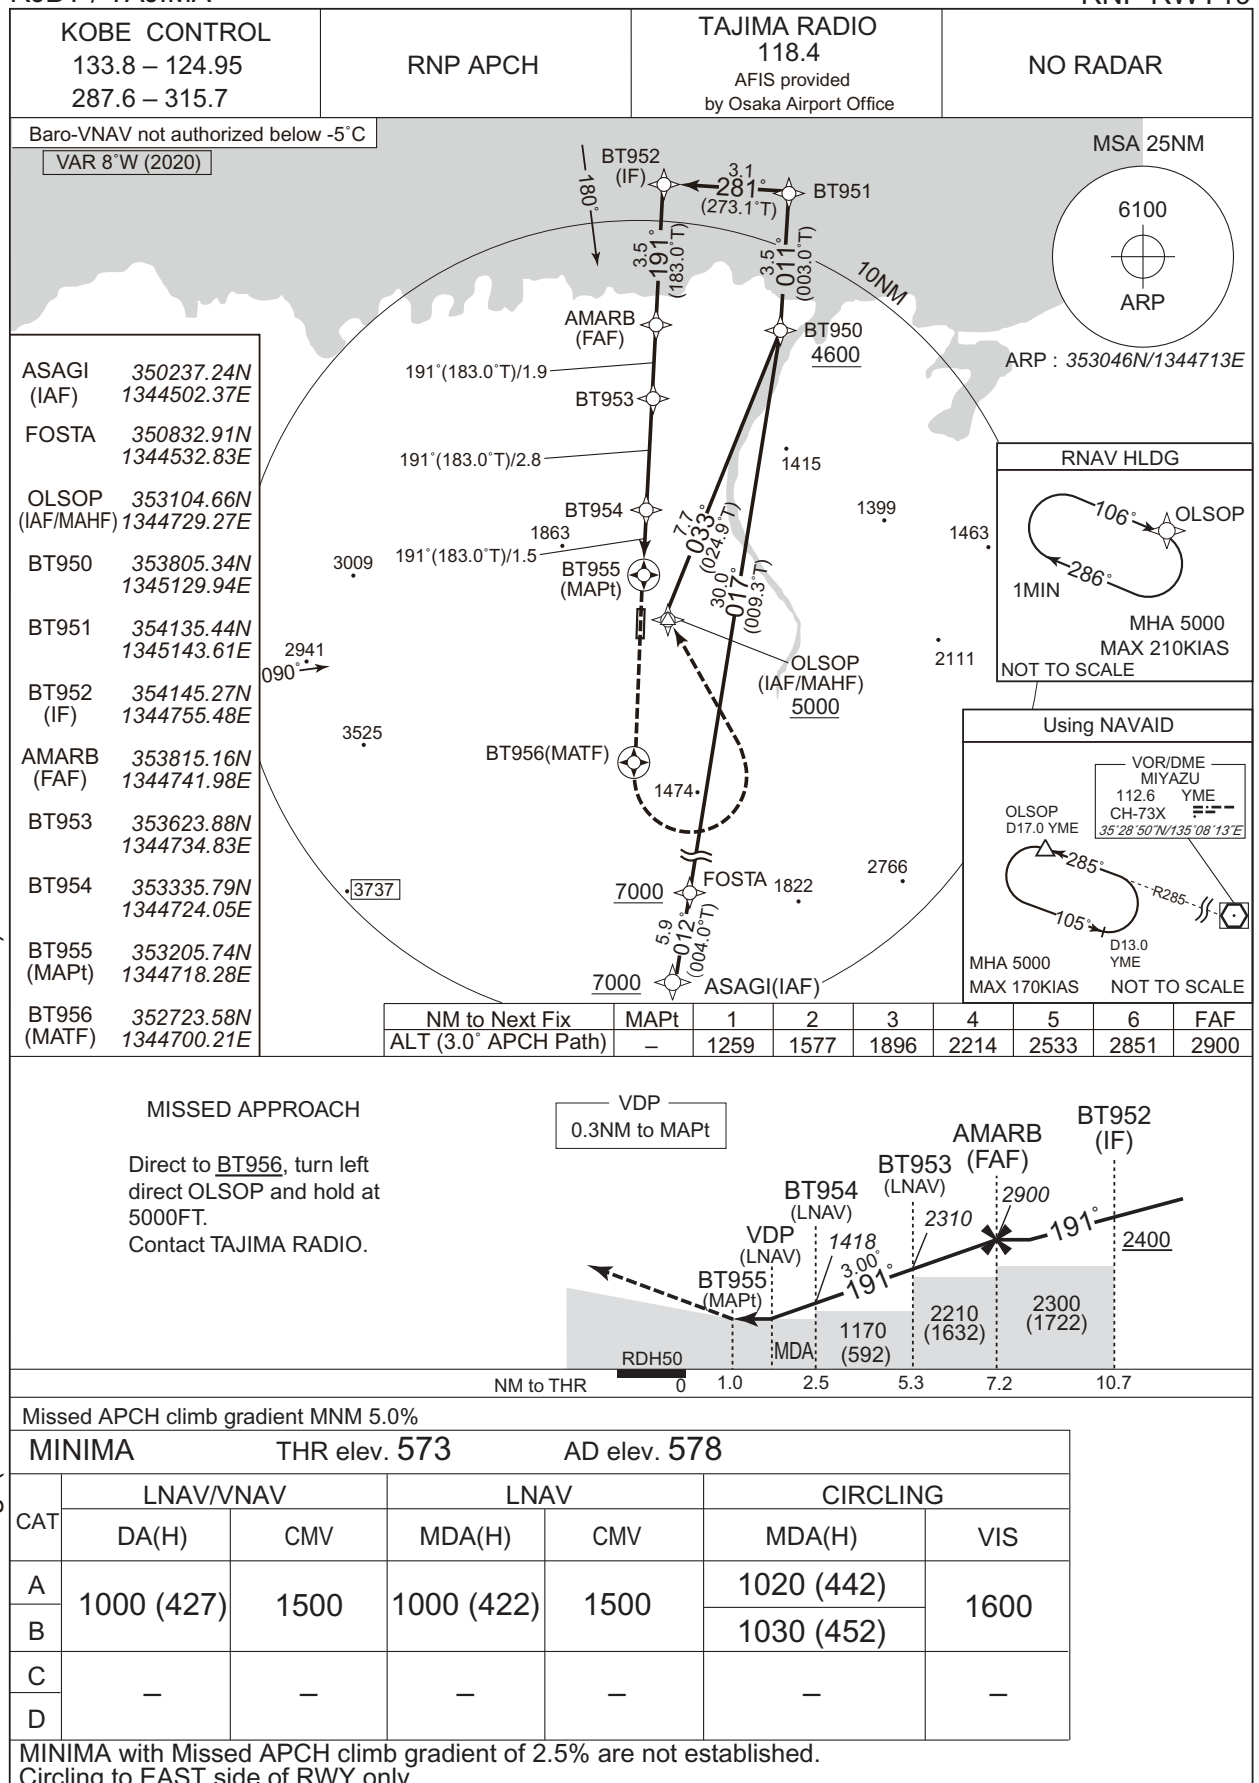 KOBE CONTROL
133.8 – 124.95
287.6 – 315.7
RNP APCH
TAJIMA RADIO
118.4
AFIS provided
by Osaka Airport Office
NO RADAR
Baro-VNAV not authorized below -5˚C
VAR 8˚W (2020)
MSA 25NM
6100
ARP
ARP : 353046N/1344713E
180˚
BT952
(IF)
3.1
281˚
(273.1˚T)
BT951
3.5
191˚
(183.0˚T)
3.5
011˚
(003.0˚T)
10NM
AMARB
(FAF)
BT950
4600
191˚(183.0˚T)/1.9
BT953
191˚(183.0˚T)/2.8
1415
BT954
1863
1399
1463
7.7
033˚
(024.9˚T)
191˚(183.0˚T)/1.5
3009
BT955
(MAPt)
30.0
017˚
(009.3˚T)
2941
090˚
2111
OLSOP
(IAF/MAHF)
5000
3525
BT956(MATF)
1474
3737
7000
FOSTA
1822
2766
5.9
012˚
(004.0˚T)
7000
ASAGI(IAF)
ASAGI 350237.24N
(IAF) 1344502.37E
FOSTA 350832.91N
1344532.83E
OLSOP 353104.66N
(IAF/MAHF) 1344729.27E
BT950 353805.34N
1345129.94E
BT951 354135.44N
1345143.61E
BT952 354145.27N
(IF) 1344755.48E
AMARB 353815.16N
(FAF) 1344741.98E
BT953 353623.88N
1344734.83E
BT954 353335.79N
1344724.05E
BT955 353205.74N
(MAPt) 1344718.28E
BT956 352723.58N
(MATF) 1344700.21E
RNAV HLDG
106˚
OLSOP
286˚
1MIN
MHA 5000
MAX 210KIAS
NOT TO SCALE
Using NAVAID
VOR/DME
MIYAZU
112.6 YME
CH-73X
35˚28´50˝N/135˚08´13˝E
OLSOP
D17.0 YME
285˚
R285
105˚
D13.0
YME
MHA 5000
MAX 170KIAS
NOT TO SCALE
NM to Next Fix MAPt 1 2 3 4 5 6 FAF
ALT (3.0˚ APCH Path) – 1259 1577 1896 2214 2533 2851 2900
MISSED APPROACH
Direct to BT956, turn left
direct OLSOP and hold at
5000FT.
Contact TAJIMA RADIO.
VDP
0.3NM to MAPt
BT952
(IF)
AMARB
(FAF)
BT953
(LNAV)
BT954
(LNAV)
VDP
(LNAV)
BT955
(MAPt)
2900
2310
1418
3.00˚
191˚
191˚
2400
2300
(1722)
2210
(1632)
1170
(592)
MDA
RDH50
NM to THR 0 1.0 2.5 5.3 7.2 10.7
Missed APCH climb gradient MNM 5.0%
MINIMA THR elev. 573 AD elev. 578
CAT LNAV/VNAV LNAV CIRCLING
DA(H) CMV MDA(H) CMV MDA(H) VIS
A 1000 (427) 1500 1000 (422) 1500 1020 (442) 1600
B 1030 (452)
C – – – – – –
D
MINIMA with Missed APCH climb gradient of 2.5% are not established.
Circling to EAST side of RWY only